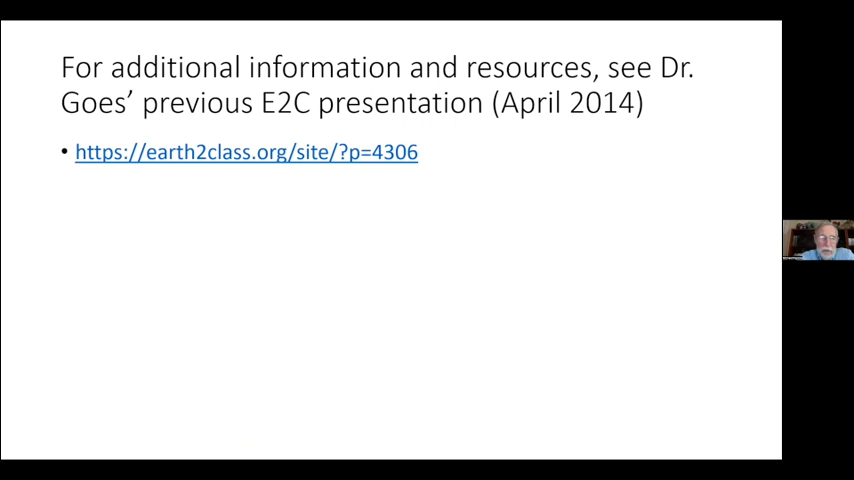 For additional information and resources, see Dr.
Goes’ previous E2C presentation (April 2014)
• https://earth2class.org/site/?p=4306